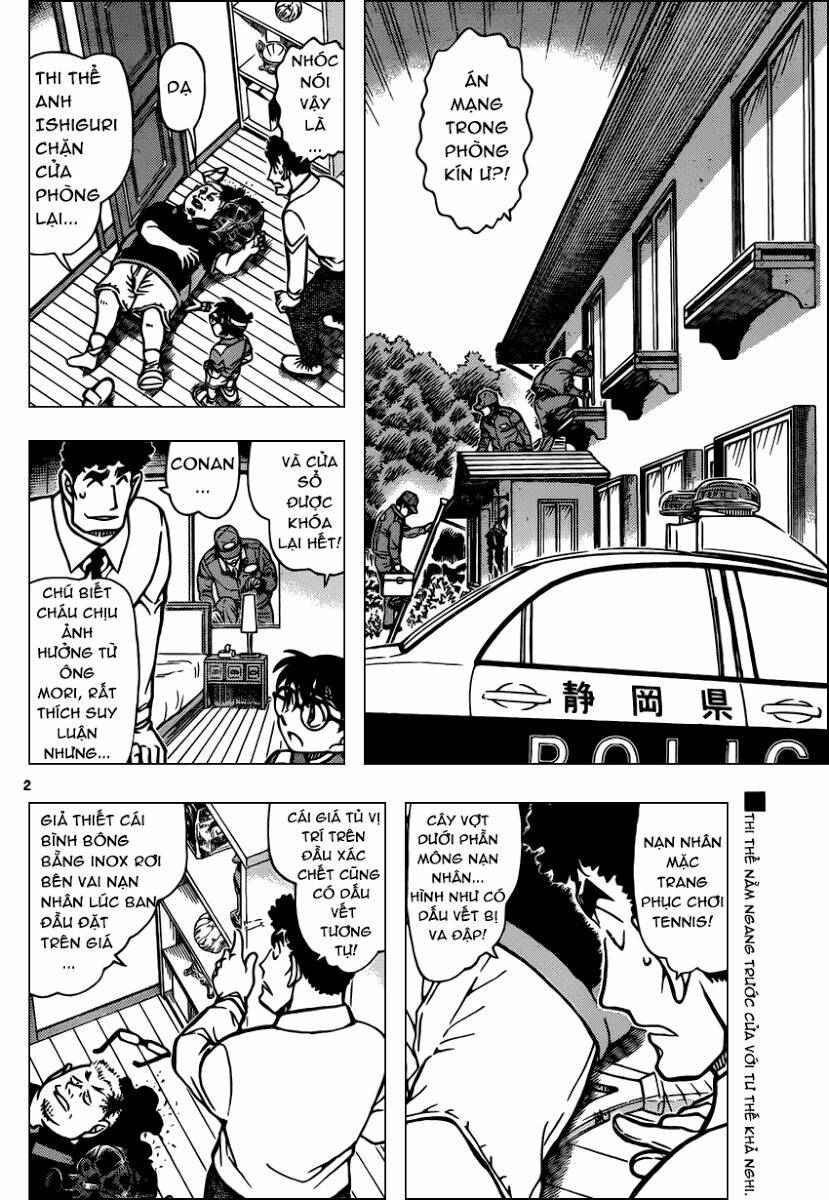 ÁN
MẠNG
TRONG
PHÒNG
KÍN Ư?!
静岡県
POLIC
NHÓC
NÓI
VẬY
LÀ
...
DẠ
THI THỂ
ANH
ISHIGURI
CHẶN
CỬA
PHÒNG
LẠI...
VÀ CỬA
SỔ
ĐƯỢC
KHÓA
LẠI HẾT!
CONAN
...
CHÚ BIẾT
CHÁU CHỊU
ẢNH
HƯỞNG TỪ
ÔNG
MORI, RẤT
THÍCH SUY
LUẬN
NHƯNG...
2
THI THỂ NẰM NGANG TRƯỚC CỬA VỚI TƯ THẾ KHẢ NGHI.
NẠN NHÂN
MẶC
TRANG
PHỤC CHƠI
TENNIS!
CÂY VỢT
DƯỚI PHẦN
MÔNG NẠN
NHÂN...
HÌNH NHƯ CÓ
DẤU VẾT BỊ
VA ĐẬP!
CÁI GIÁ TỦ VỊ
TRÍ TRÊN
ĐẦU XÁC
CHẾT CŨNG
CÓ DẤU
VẾT
TƯƠNG
TỰ!
GIẢ THIẾT CÁI
BÌNH BÔNG
BẰNG INOX RƠI
BÊN VAI NẠN
NHÂN LÚC BAN
ĐẦU ĐẶT
TRÊN GIÁ
...